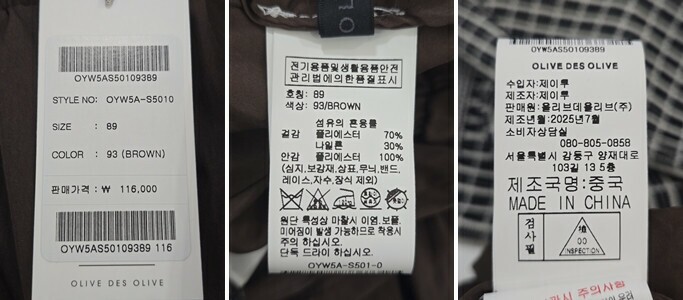 OYW5AS50109389
STYLE NO: OYW5A-S5010
SIZE : 89
COLOR : 93 (BROWN)
판매가격 : ₩ 116,000
OYW5AS50109389 116
OLIVE DES OLIVE
전기용품및생활용품안전
관리법에의한품질표시
호칭: 89
색상: 93/BROWN
섬유의 혼용률
겉감 폴리에스터 70%
나일론 30%
안감 폴리에스터 100%
(심지,보강재,상표,무늬,밴드,
레이스,자수,장식 제외)
원단 특성상 마찰시 이염, 보풀,
미어짐이 발생 가능하므로 착용시
주의 하십시오.
단독 드라이 하십시오.
OYW5A-S501-0
OYW5AS50109389
OLIVE DES OLIVE
수입자:제이투
제조자:제이투
판매원:올리브데올리브(주)
제조년월:2025년7월
소비자상담실
080-805-0858
서울특별시 강동구 양재대로
103길 13 5층
제조국명:중국
MADE IN CHINA
검사필
00
INSPECTION
주의사항